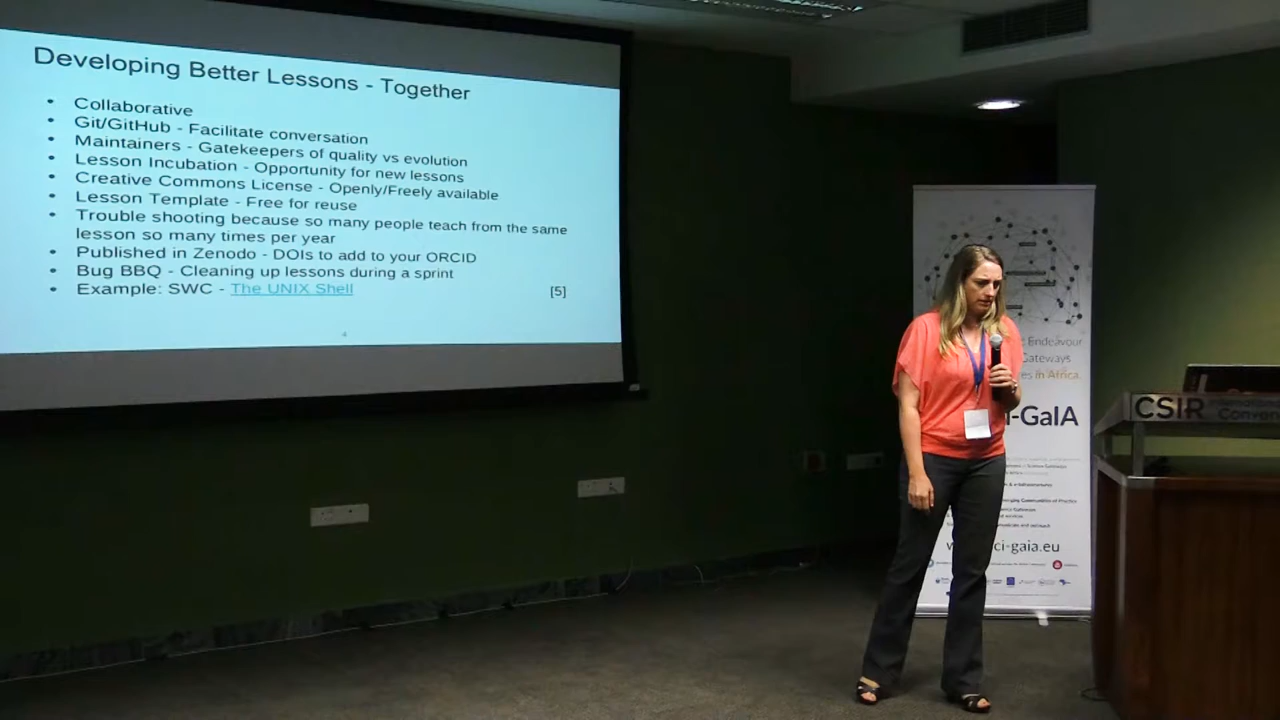 Developing Better Lessons - Together
• Collaborative
• Git/GitHub - Facilitate conversation
• Maintainers - Gatekeepers of quality vs evolution
• Lesson Incubation - Opportunity for new lessons
• Creative Commons License - Openly/Freely available
• Lesson Template - Free for reuse
• Trouble shooting because so many people teach from the same
lesson so many times per year
• Published in Zenodo - DOIs to add to your ORCID
• Bug BBQ - Cleaning up lessons during a sprint
• Example: SWC - The UNIX Shell [5]
4
Endeavour
Gateways
es in Africa
i-GaIA
ci-gaia.eu
CSIR
Conve